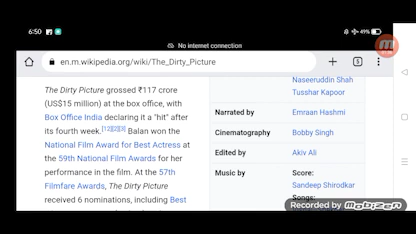 6:50
49%
No internet connection
en.m.wikipedia.org/wiki/The_Dirty_Picture
5
The Dirty Picture grossed ₹117 crore
(US$15 million) at the box office, with
Box Office India declaring it a "hit" after
its fourth week.[12][2][3] Balan won the
National Film Award for Best Actress at
the 59th National Film Awards for her
performance in the film. At the 57th
Filmfare Awards, The Dirty Picture
received 6 nominations, including Best
Naseeruddin Shah
Tusshar Kapoor
Narrated by Emraan Hashmi
Cinematography Bobby Singh
Edited by Akiv Ali
Music by Score:
Sandeep Shirodkar
Songs:
Recorded by Mobizen